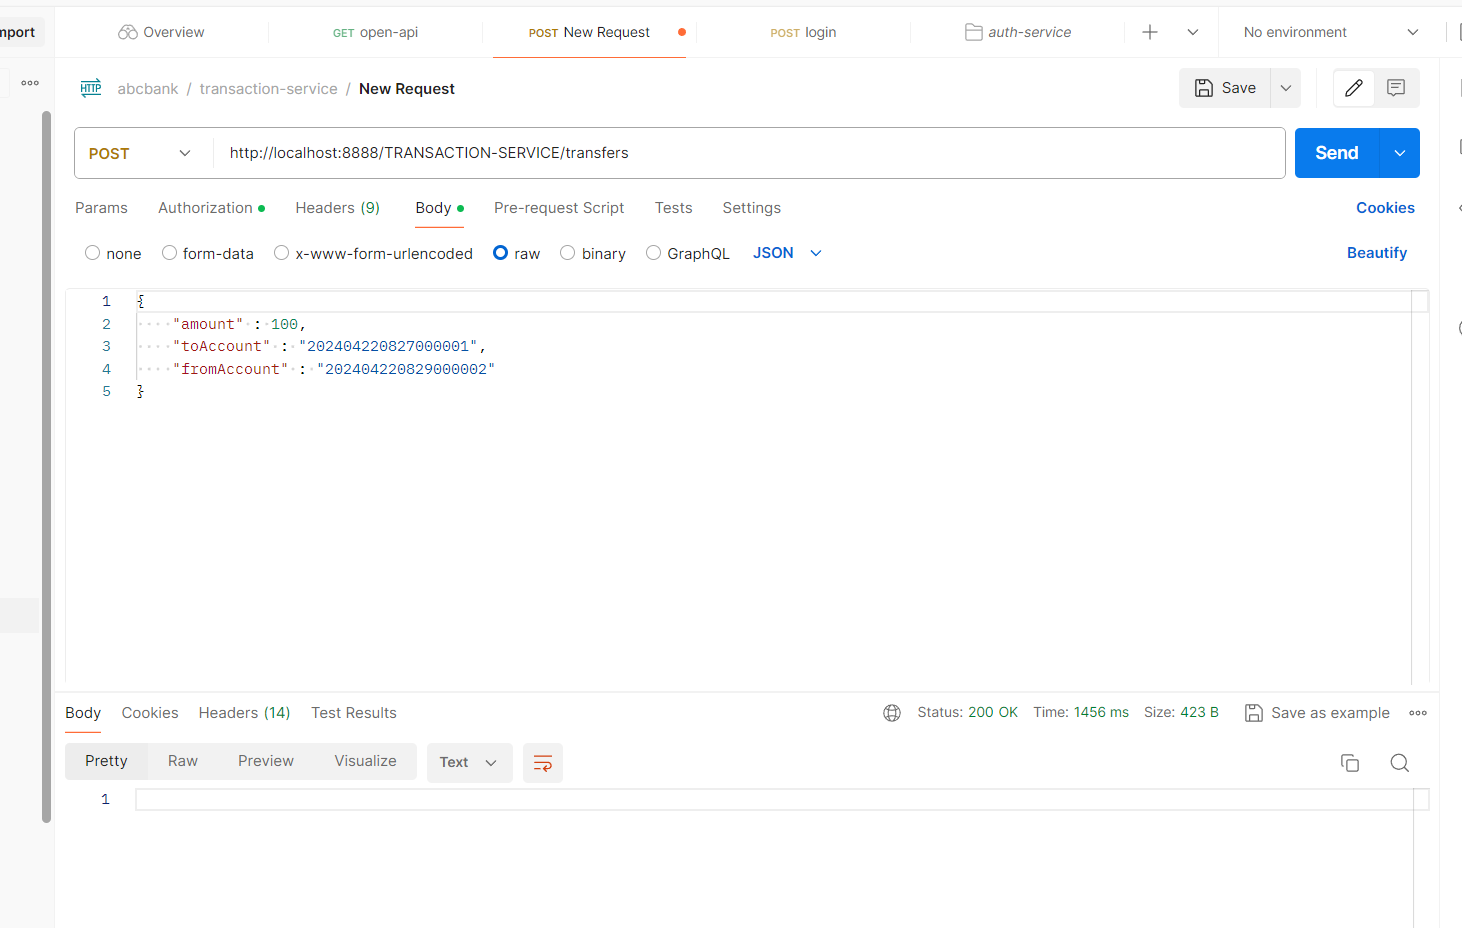 mport
Overview
GET open-api
POST New Request
POST login
auth-service
No environment
HTTP abcbank / transaction-service / New Request
Save
POST
http://localhost:8888/TRANSACTION-SERVICE/transfers
Send
Params Authorization Headers (9) Body Pre-request Script Tests Settings Cookies
none form-data x-www-form-urlencoded raw binary GraphQL JSON Beautify
1 {
2 "amount" : 100,
3 "toAccount" : "202404220827000001",
4 "fromAccount" : "202404220829000002"
5 }
Body Cookies Headers (14) Test Results Status: 200 OK Time: 1456 ms Size: 423 B Save as example
Pretty Raw Preview Visualize Text
1